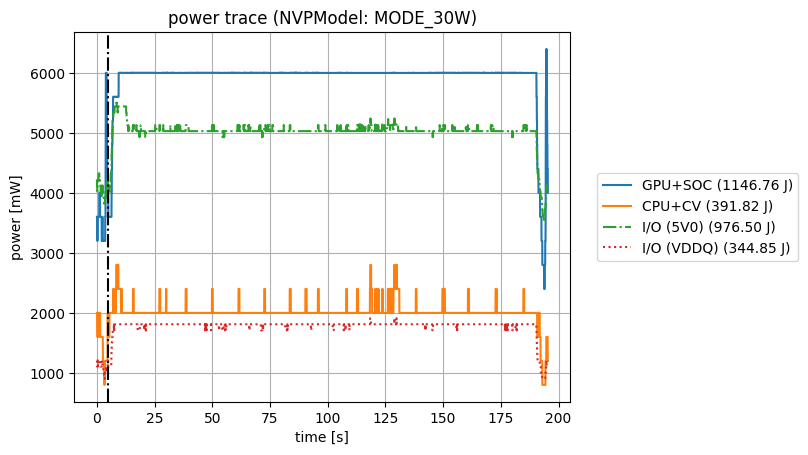 power trace (NVPModel: MODE_30W)
power [mW]
6000
5000
4000
3000
2000
1000
0
25
50
75
100
125
150
175
200
time [s]
GPU+SOC (1146.76 J)
CPU+CV (391.82 J)
I/O (5V0) (976.50 J)
I/O (VDDQ) (344.85 J)